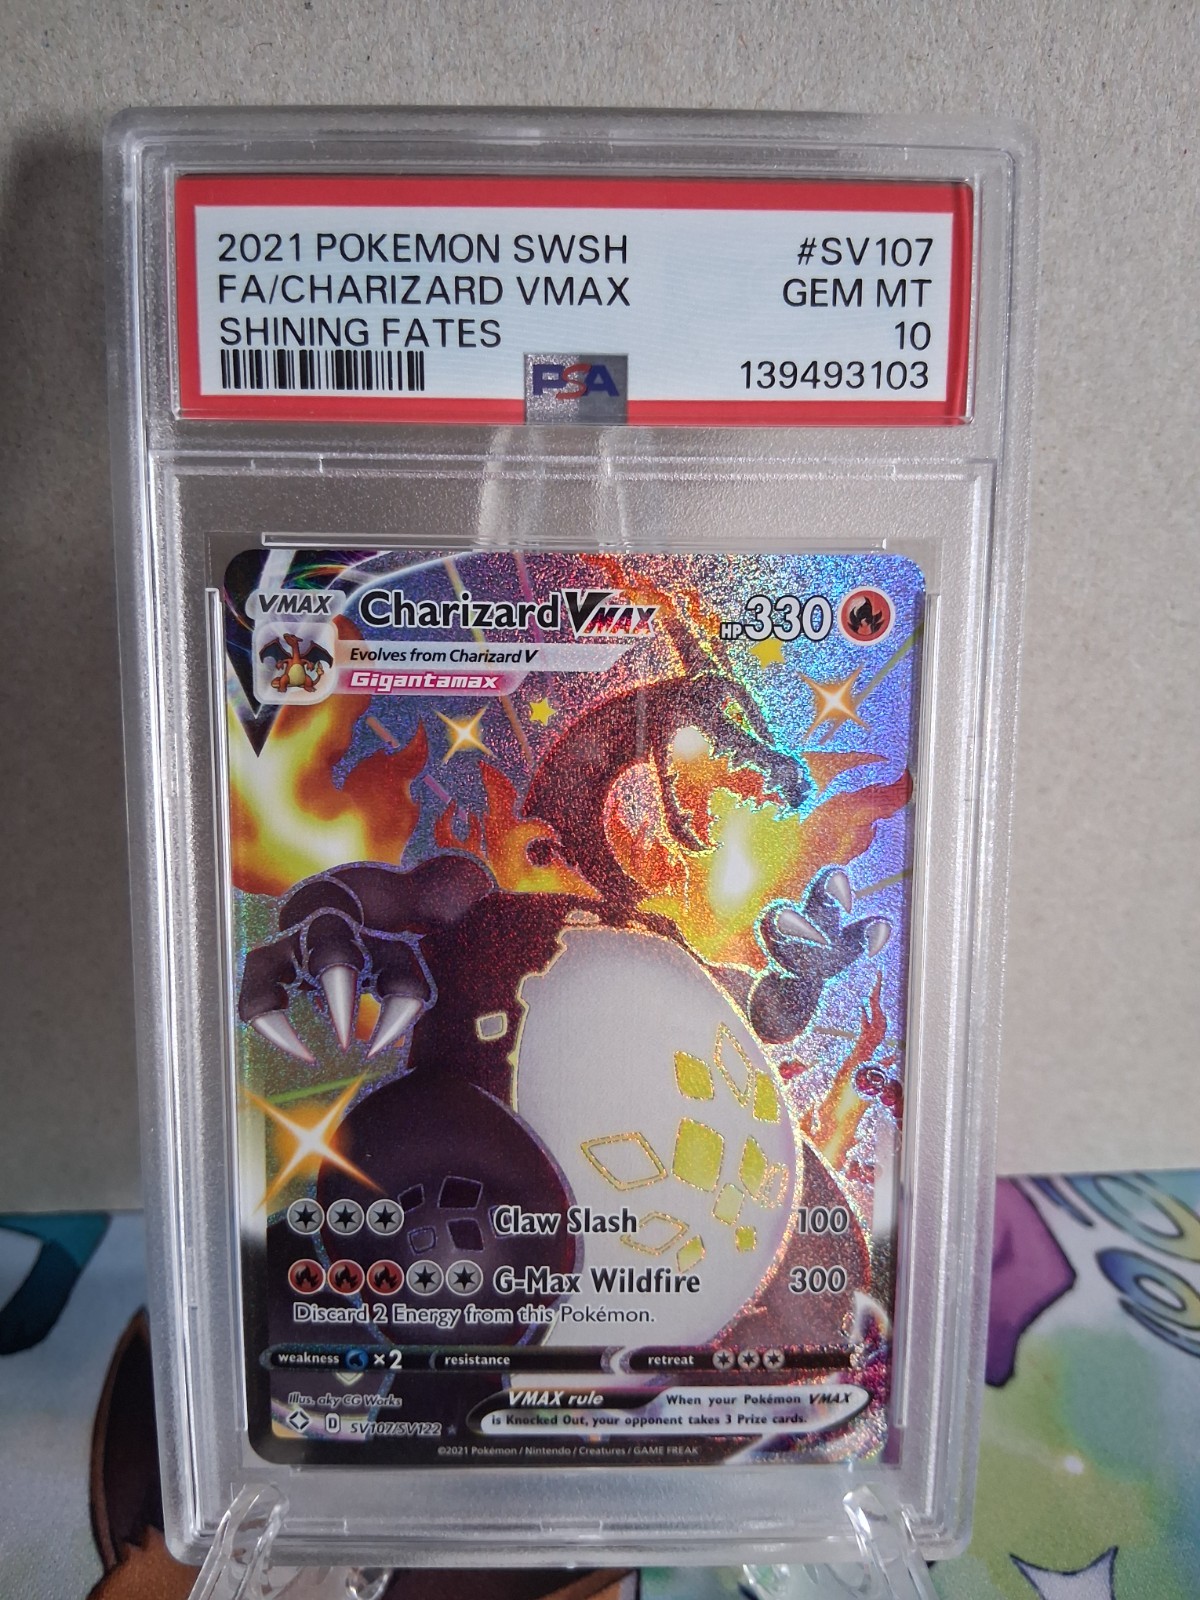 2021 POKEMON SWSH #SV107
FA/CHARIZARD VMAX GEM MT
SHINING FATES 10
PSA 139493103
VMAX Charizard VMAX HP 330
Evolves from Charizard V
Gigantamax
Claw Slash 100
G-Max Wildfire 300
Discard 2 Energy from this Pokémon.
weakness ×2 resistance retreat
Illus. aky CG Works
VMAX rule When your Pokémon VMAX
is Knocked Out, your opponent takes 3 Prize cards.
D SV107/SV122
©2021 Pokémon / Nintendo / Creatures / GAME FREAK